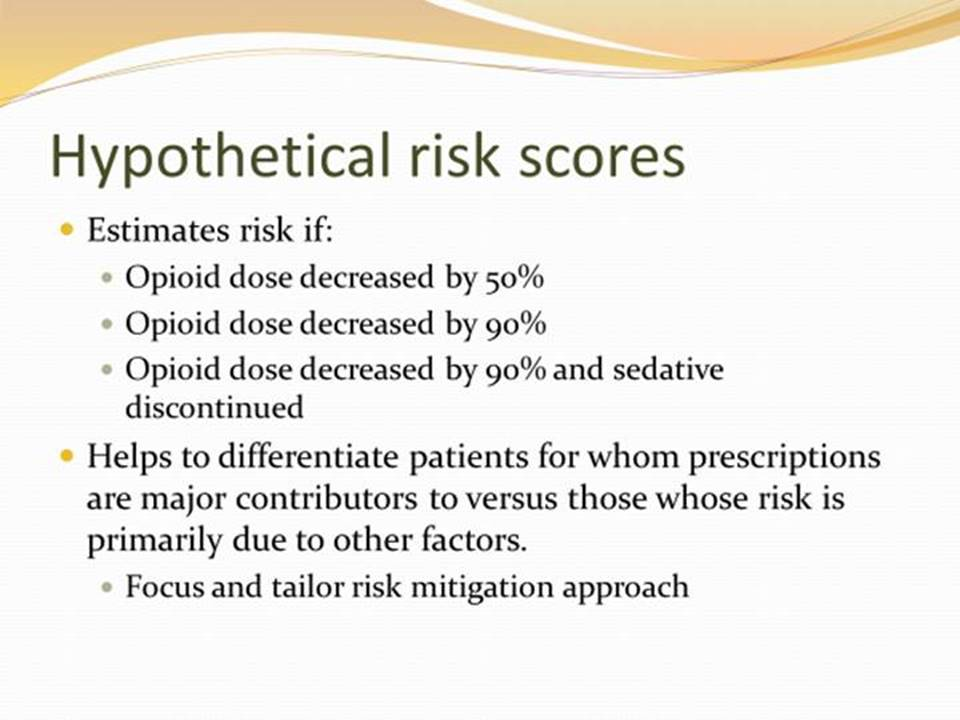 Hypothetical risk scores
Estimates risk if:
Opioid dose decreased by 50%
Opioid dose decreased by 90%
Opioid dose decreased by 90% and sedative
discontinued
Helps to differentiate patients for whom prescriptions
are major contributors to versus those whose risk is
primarily due to other factors.
Focus and tailor risk mitigation approach